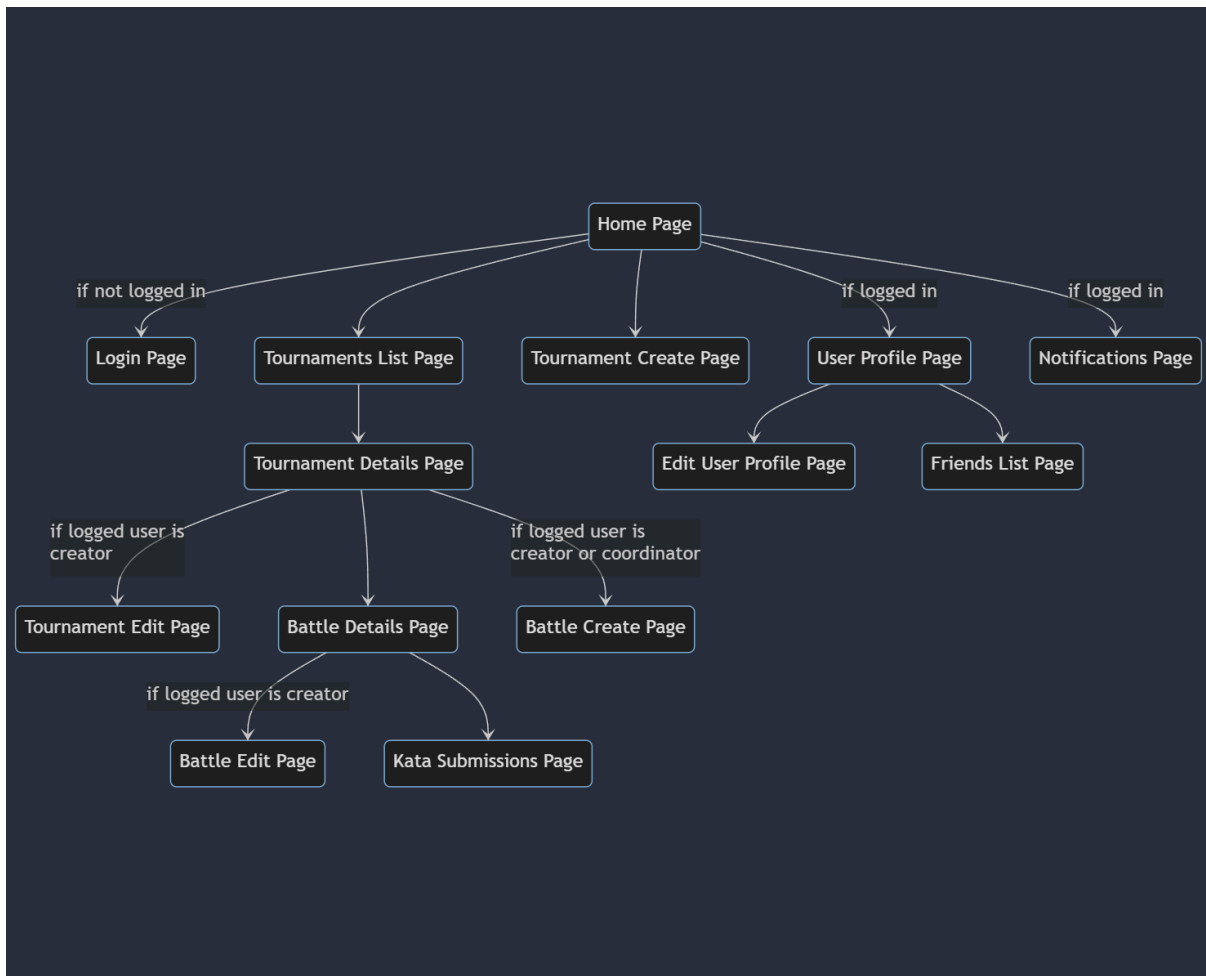 Home Page
if not logged in
if logged in
if logged in
Login Page
Tournaments List Page
Tournament Create Page
User Profile Page
Notifications Page
Tournament Details Page
Edit User Profile Page
Friends List Page
if logged user is
creator
if logged user is
creator or coordinator
Tournament Edit Page
Battle Details Page
Battle Create Page
if logged user is creator
Battle Edit Page
Kata Submissions Page